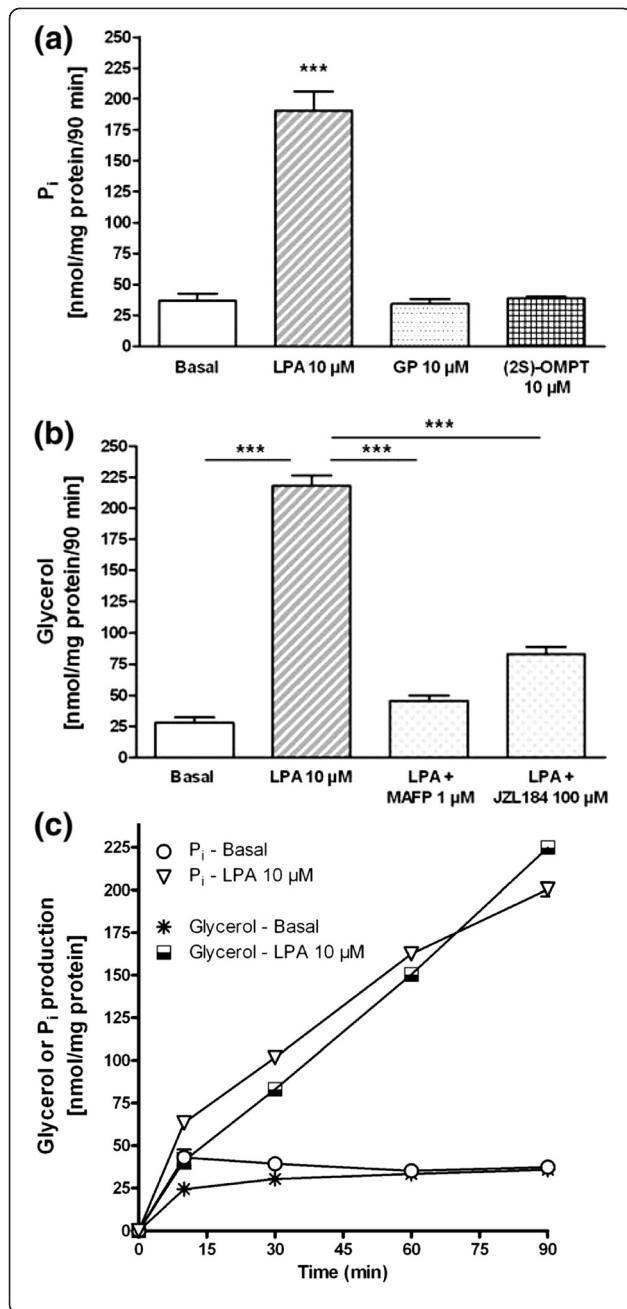 (a)
250
225
200
175
150
125
100
75
50
25
0
Pi
[nmol/mg protein/90 min]
***
Basal
LPA 10 µM
GP 10 µM
(2S)-OMPT
10 µM
(b)
250
225
200
175
150
125
100
75
50
25
0
Glycerol
[nmol/mg protein/90 min]
***
***
***
Basal
LPA 10 µM
LPA +
MAFP 1 µM
LPA +
JZL184 100 µM
(c)
225
200
175
150
125
100
75
50
25
0
Glycerol or Pi production
[nmol/mg protein]
Pi - Basal
Pi - LPA 10 µM
Glycerol - Basal
Glycerol - LPA 10 µM
0 15 30 45 60 75 90
Time (min)